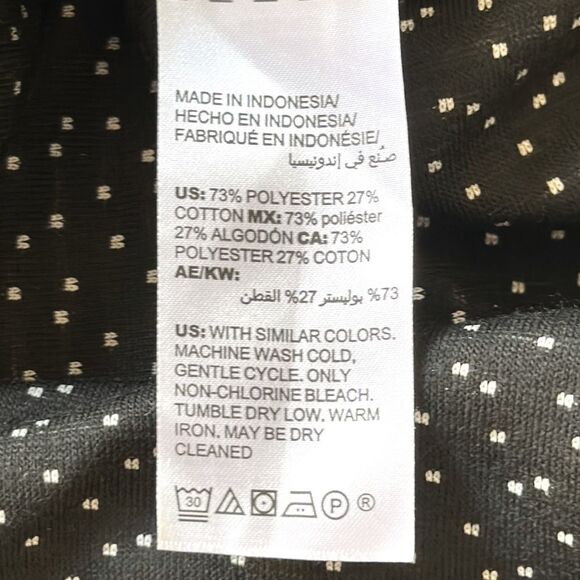 MADE IN INDONESIA/
HECHO EN INDONESIA/
FABRIQUÉ EN INDONÉSIE/
صُنع في إندونيسيا
US: 73% POLYESTER 27%
COTTON MX: 73% poliéster
27% ALGODÓN CA: 73%
POLYESTER 27% COTON
AE/KW:
73% بوليستر 27% القطن
US: WITH SIMILAR COLORS.
MACHINE WASH COLD,
GENTLE CYCLE. ONLY
NON-CHLORINE BLEACH.
TUMBLE DRY LOW. WARM
IRON. MAY BE DRY
CLEANED
30 P ®